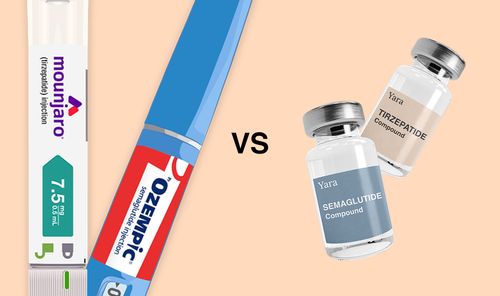 mounjaro
(tirzepatide) injection
7.5 mg
0.5 mL
OZEMPIC
semaglutide injection
VS
Yara
TIRZEPATIDE
Compound
Yara
SEMAGLUTIDE
Compound